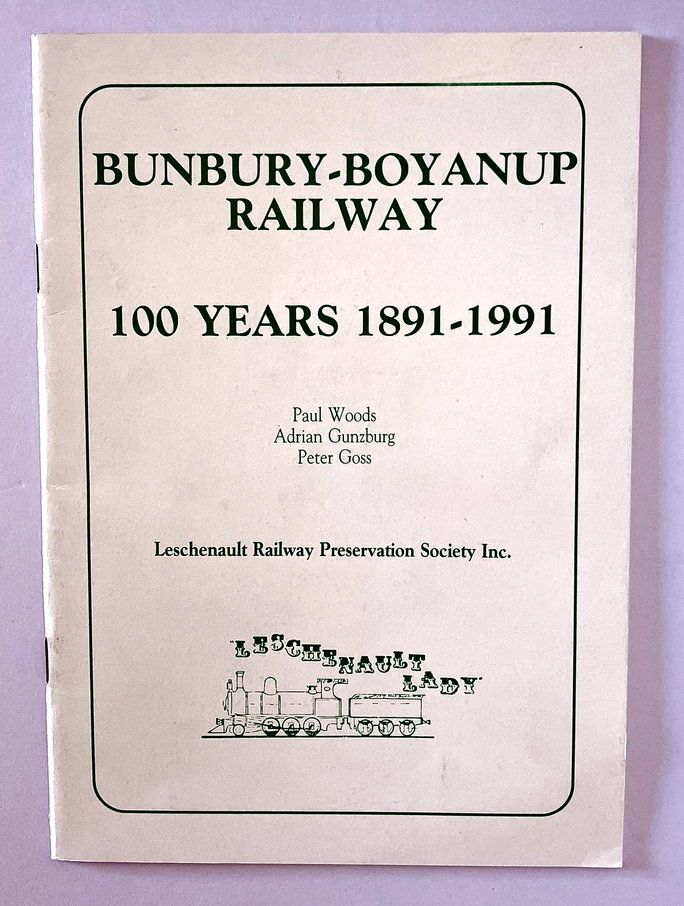 BUNBURY-BOYANUP
RAILWAY
100 YEARS 1891-1991
Paul Woods
Adrian Gunzburg
Peter Goss
Leschenault Railway Preservation Society Inc.
"LESCHENAULT
LADY"